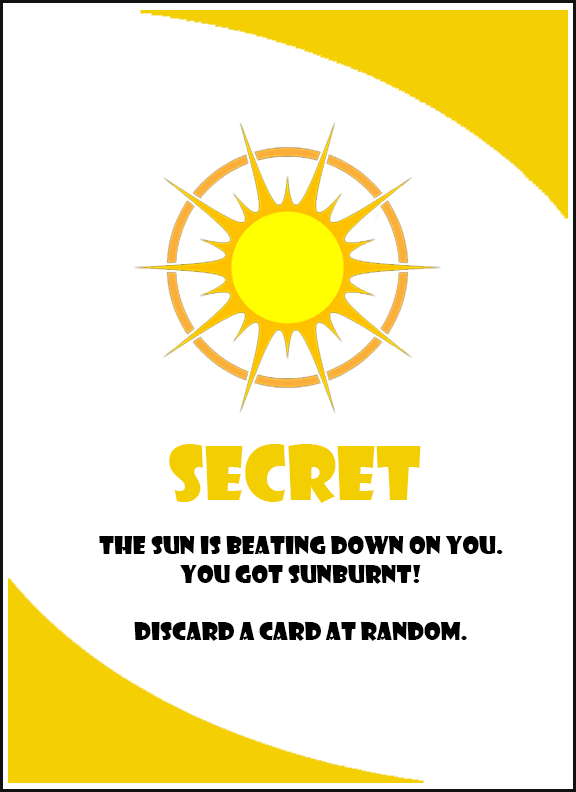 SECRET
THE SUN IS BEATING DOWN ON YOU.
YOU GOT SUNBURNT!
DISCARD A CARD AT RANDOM.